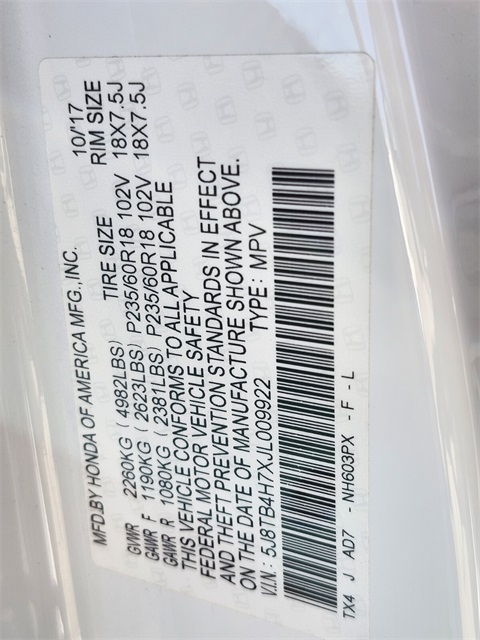 MFD.BY HONDA OF AMERICA MFG.,INC. 10/'17
TIRE SIZE RIM SIZE
GVWR 2260KG ( 4982LBS)
GAWR F 1190KG ( 2623LBS) P235/60R18 102V 18X7.5J
GAWR R 1080KG ( 2381LBS) P235/60R18 102V 18X7.5J
THIS VEHICLE CONFORMS TO ALL APPLICABLE
FEDERAL MOTOR VEHICLE SAFETY
AND THEFT PREVENTION STANDARDS IN EFFECT
ON THE DATE OF MANUFACTURE SHOWN ABOVE.
V.I.N.: 5J8TB4H7XJL009922 TYPE: MPV
TX4 J AD7 - NH603PX - F - L